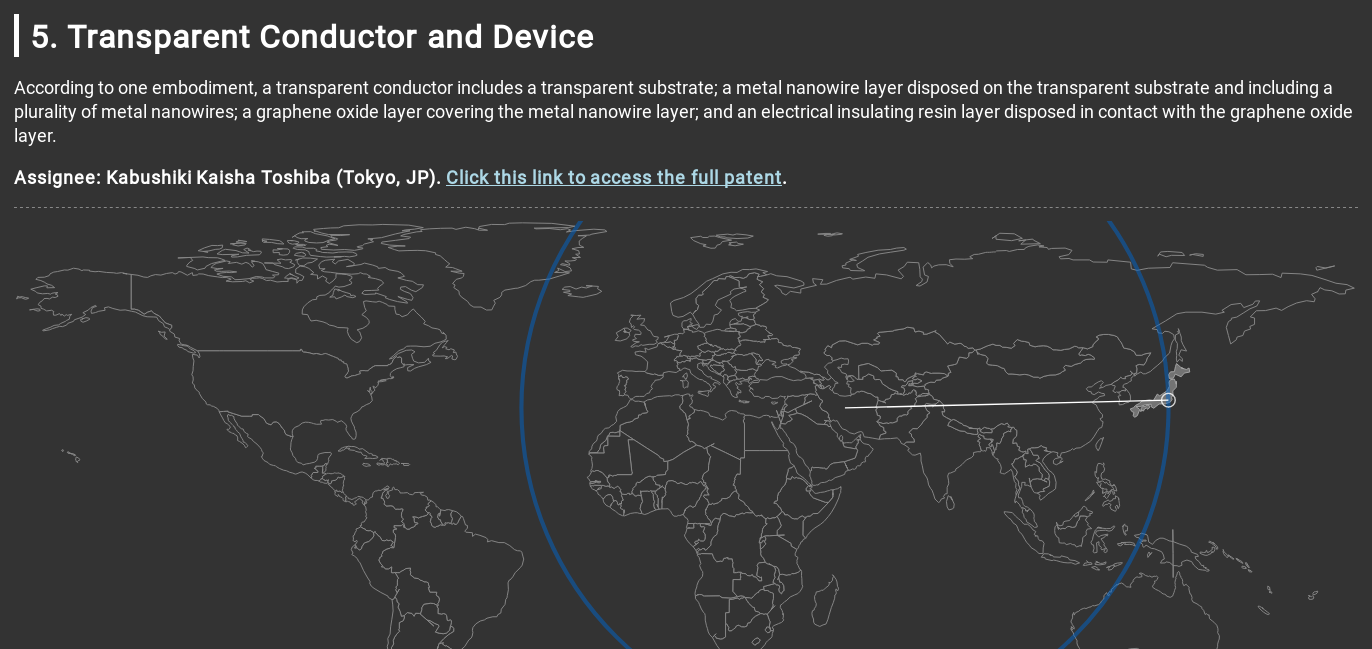 5. Transparent Conductor and Device
According to one embodiment, a transparent conductor includes a transparent substrate; a metal nanowire layer disposed on the transparent substrate and including a
plurality of metal nanowires; a graphene oxide layer covering the metal nanowire layer; and an electrical insulating resin layer disposed in contact with the graphene oxide
layer.
Assignee: Kabushiki Kaisha Toshiba (Tokyo, JP). Click this link to access the full patent.